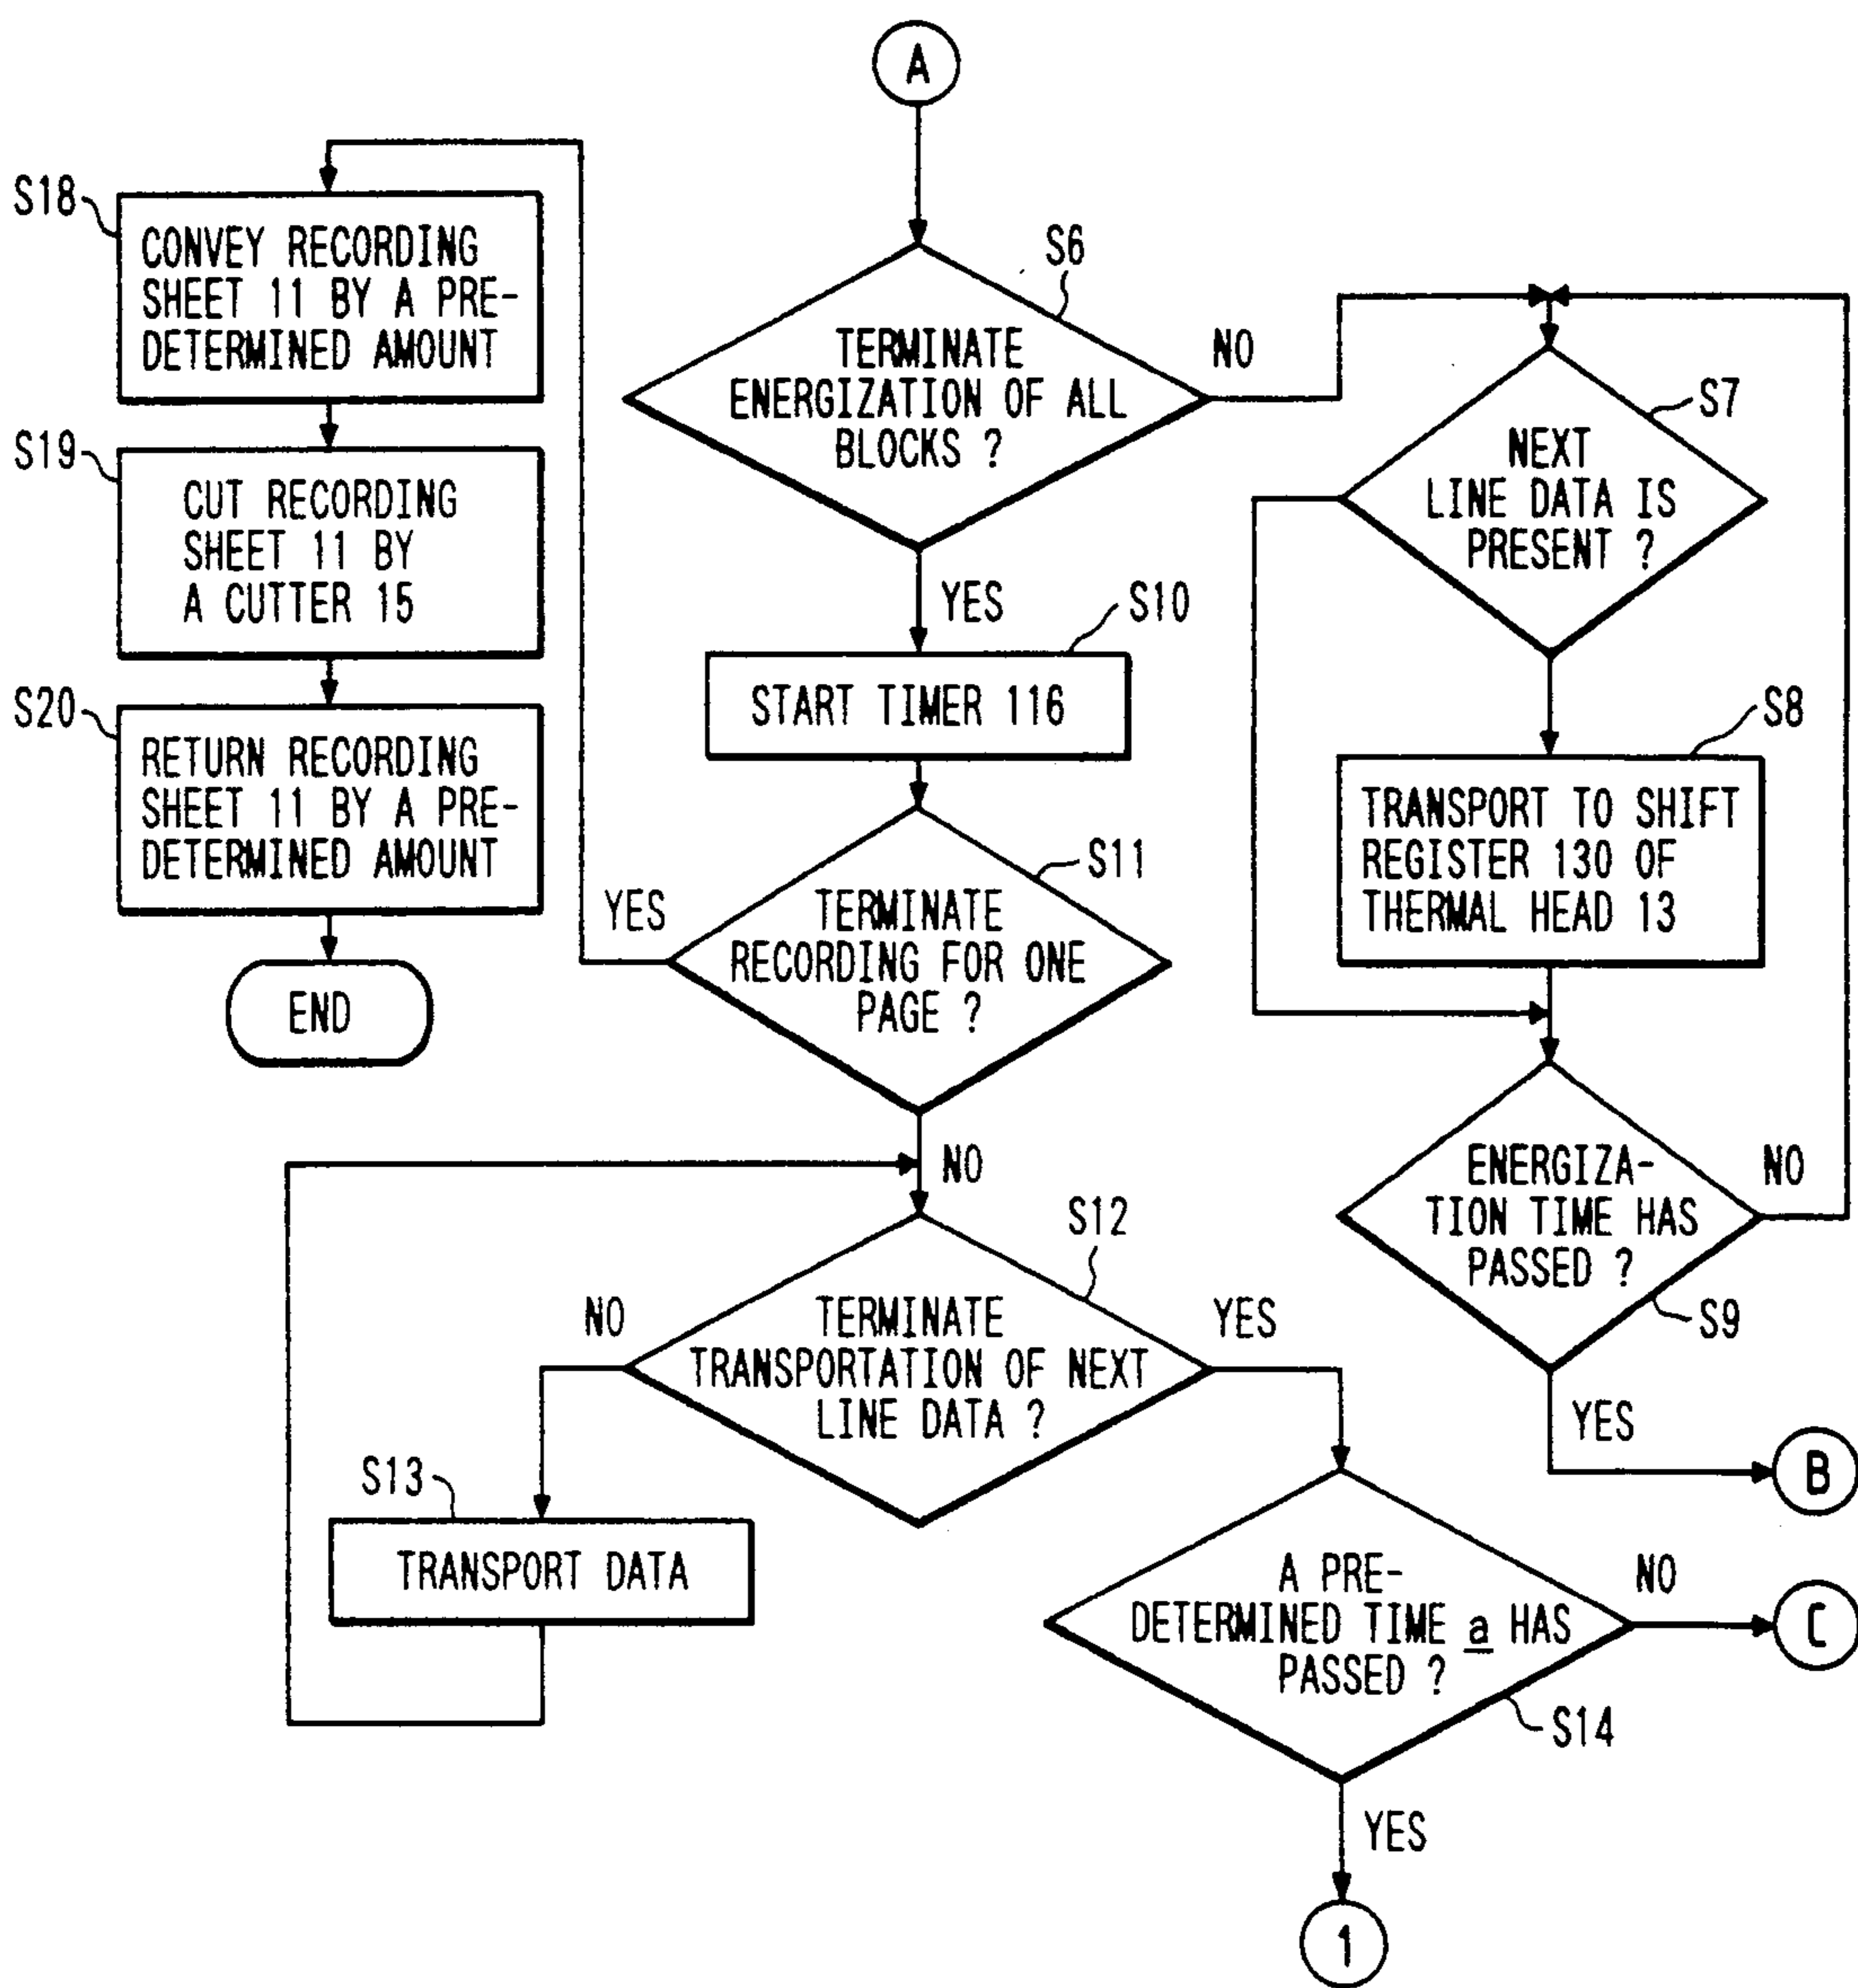 A
S18
CONVEY RECORDING
SHEET 11 BY A PRE-
DETERMINED AMOUNT
S19
CUT RECORDING
SHEET 11 BY
A CUTTER 15
S20
RETURN RECORDING
SHEET 11 BY A PRE-
DETERMINED AMOUNT
END
S6
TERMINATE
ENERGIZATION OF ALL
BLOCKS ?
NO
YES
S7
NEXT
LINE DATA IS
PRESENT ?
S8
TRANSPORT TO SHIFT
REGISTER 130 OF
THERMAL HEAD 13
ENERGIZA-
TION TIME HAS
PASSED ?
NO
S9
YES
B
S10
START TIMER 116
S11
TERMINATE
RECORDING FOR ONE
PAGE ?
YES
NO
S12
TERMINATE
TRANSPORTATION OF NEXT
LINE DATA ?
NO
YES
S13
TRANSPORT DATA
A PRE-
DETERMINED TIME a HAS
PASSED ?
NO
C
S14
YES
1